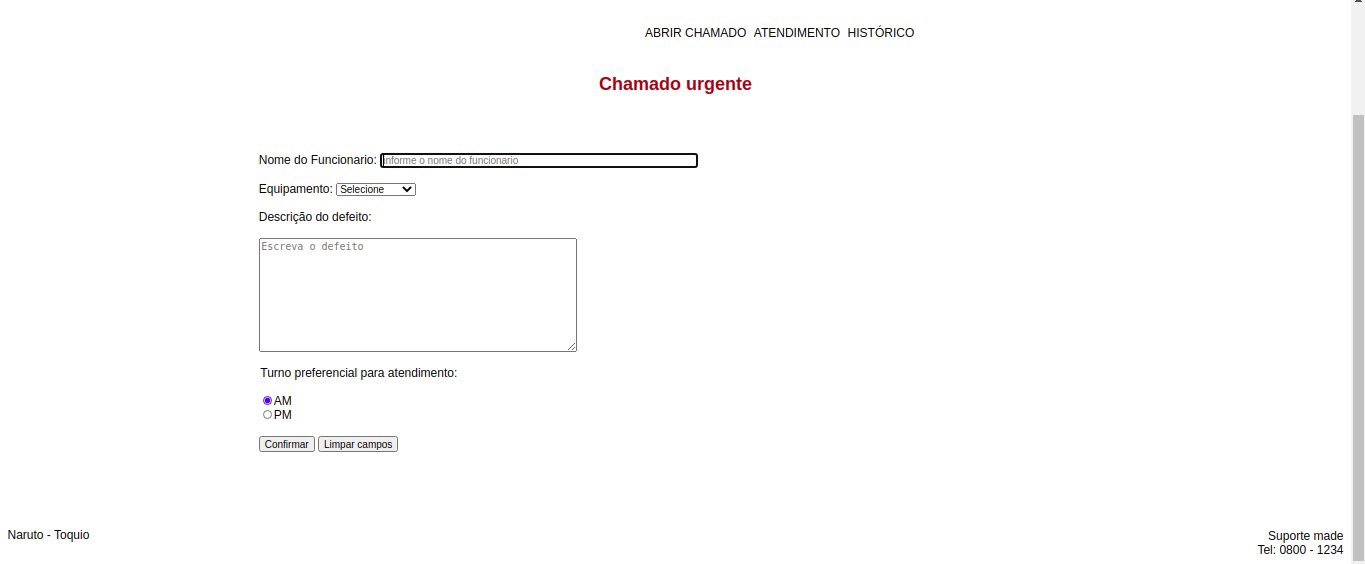 ABRIR CHAMADO ATENDIMENTO HISTÓRICO
Chamado urgente
Nome do Funcionario: Informe o nome do funcionario
Equipamento: Selecione
Descrição do defeito:
Escreva o defeito
Turno preferencial para atendimento:
AM
PM
Confirmar Limpar campos
Naruto - Toquio
Suporte made
Tel: 0800 - 1234